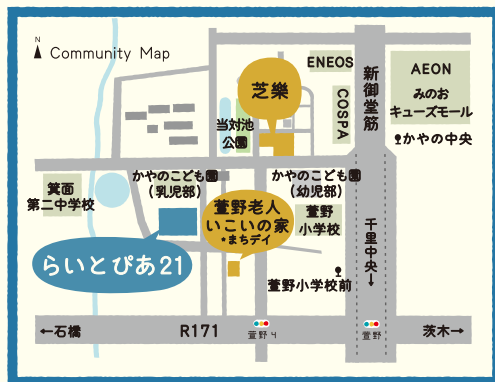 N
Community Map
ENEOS
新御堂筋
AEON
みのお
キューズモール
COSPA
芝樂
当対池
公園
かやの中央
かやのこども園
（乳児部）
かやのこども園
（幼児部）
箕面
第二中学校
萱野老人
いこいの家
*まちデイ
萱野
小学校
千里中央→
らいとぴあ21
萱野小学校前
←石橋
R171
萱野4
萱野
茨木→